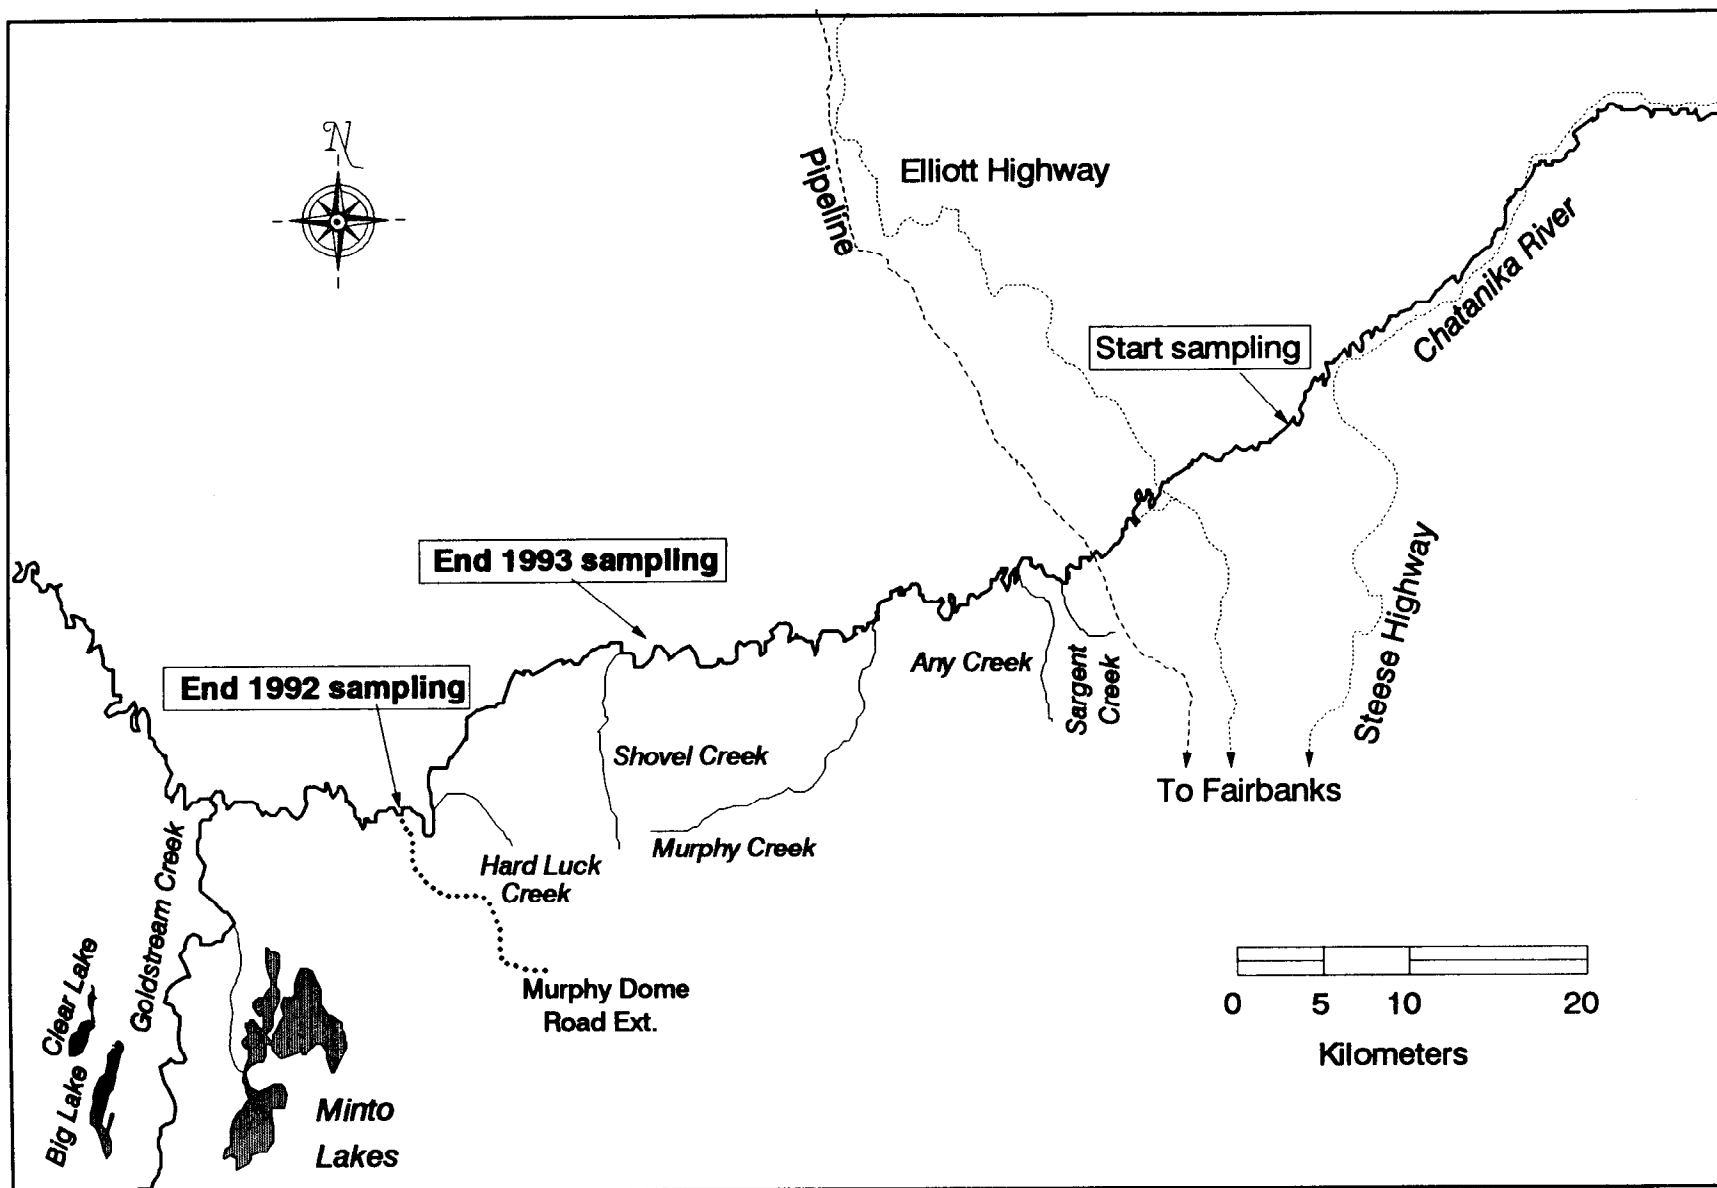 N
Pipeline
Elliott Highway
Chatanika River
Start sampling
End 1993 sampling
End 1992 sampling
Any Creek
Sargent
Creek
Steese Highway
Shovel Creek
To Fairbanks
Murphy Creek
Hard Luck
Creek
Goldstream Creek
Clear Lake
Big Lake
Murphy Dome
Road Ext.
Minto
Lakes
0 5 10 20
Kilometers